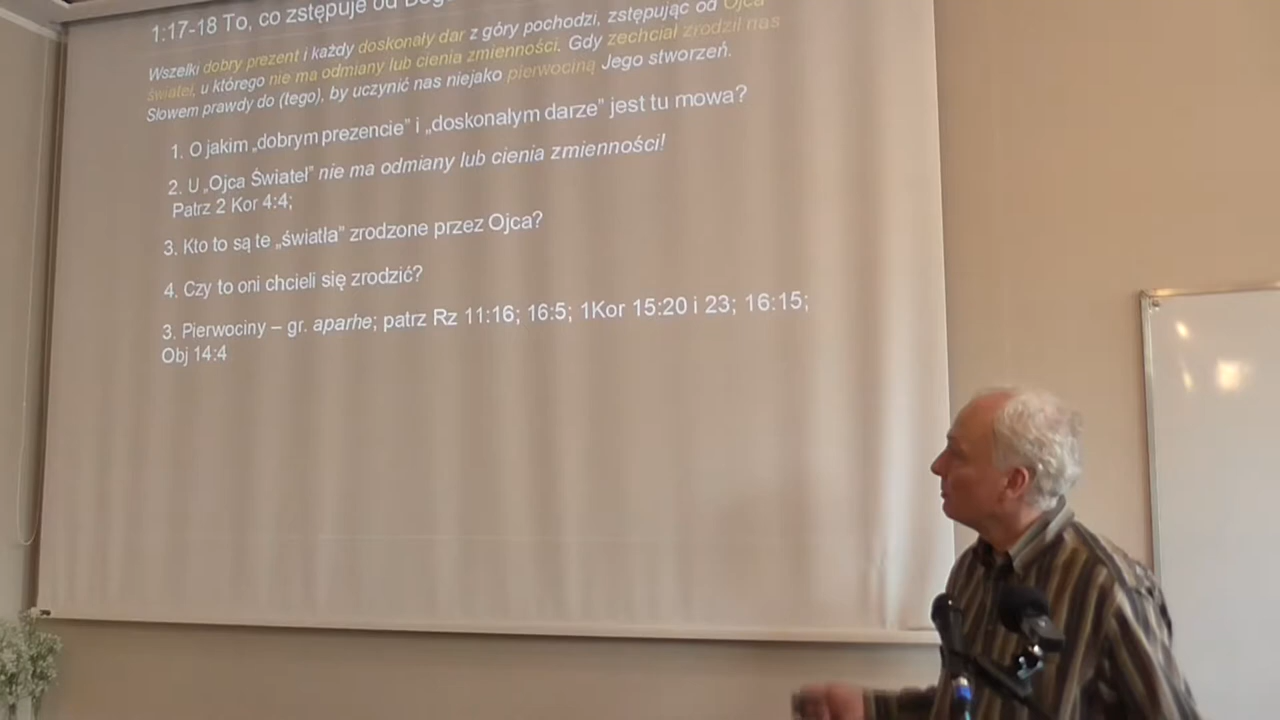 1:17-18 To, co zstępuje od
Wszelki dobry prezent i każdy doskonały dar z góry pochodzi, zstępując od Ojca
świateł, u którego nie ma odmiany lub cienia zmienności. Gdy zechciał zrodził nas
Słowem prawdy do (tego), by uczynić nas niejako pierwociną Jego stworzeń.
1. O jakim „dobrym prezencie” i „doskonałym darze” jest tu mowa?
2. U „Ojca Świateł” nie ma odmiany lub cienia zmienności!
Patrz 2 Kor 4:4;
3. Kto to są te „światła” zrodzone przez Ojca?
4. Czy to oni chcieli się zrodzić?
3. Pierwociny – gr. aparhe; patrz Rz 11:16; 16:5; 1Kor 15:20 i 23; 16:15;
Obj 14:4